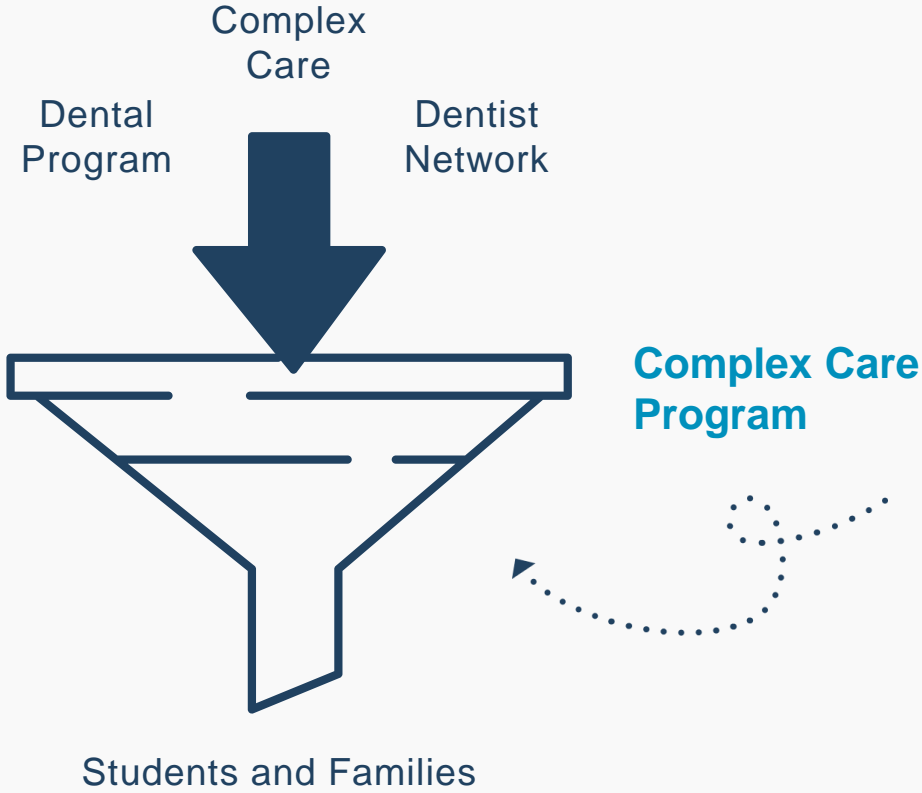 Complex
Care
Dental
Program
Dentist
Network
Complex Care
Program
Students and Families